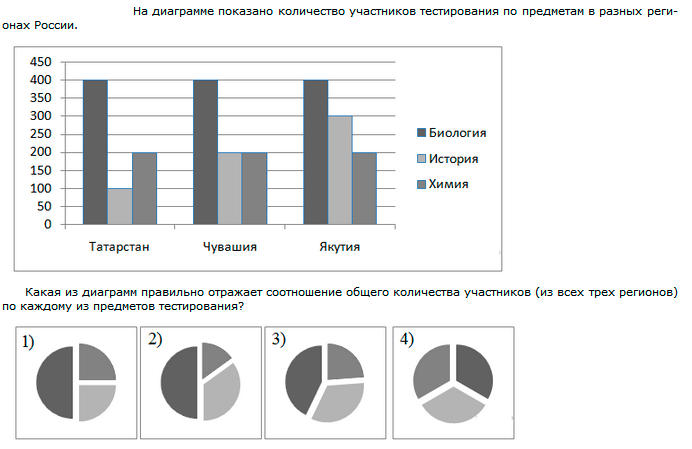 На диаграмме показано количество участников тестирования по предметам в разных реги-
онах России.
450
400
350
300
250
200
150
100
50
0
Татарстан Чувашия Якутия
Биология
История
Химия
Какая из диаграмм правильно отражает соотношение общего количества участников (из всех трех регионов)
по каждому из предметов тестирования?
1) 2) 3) 4)